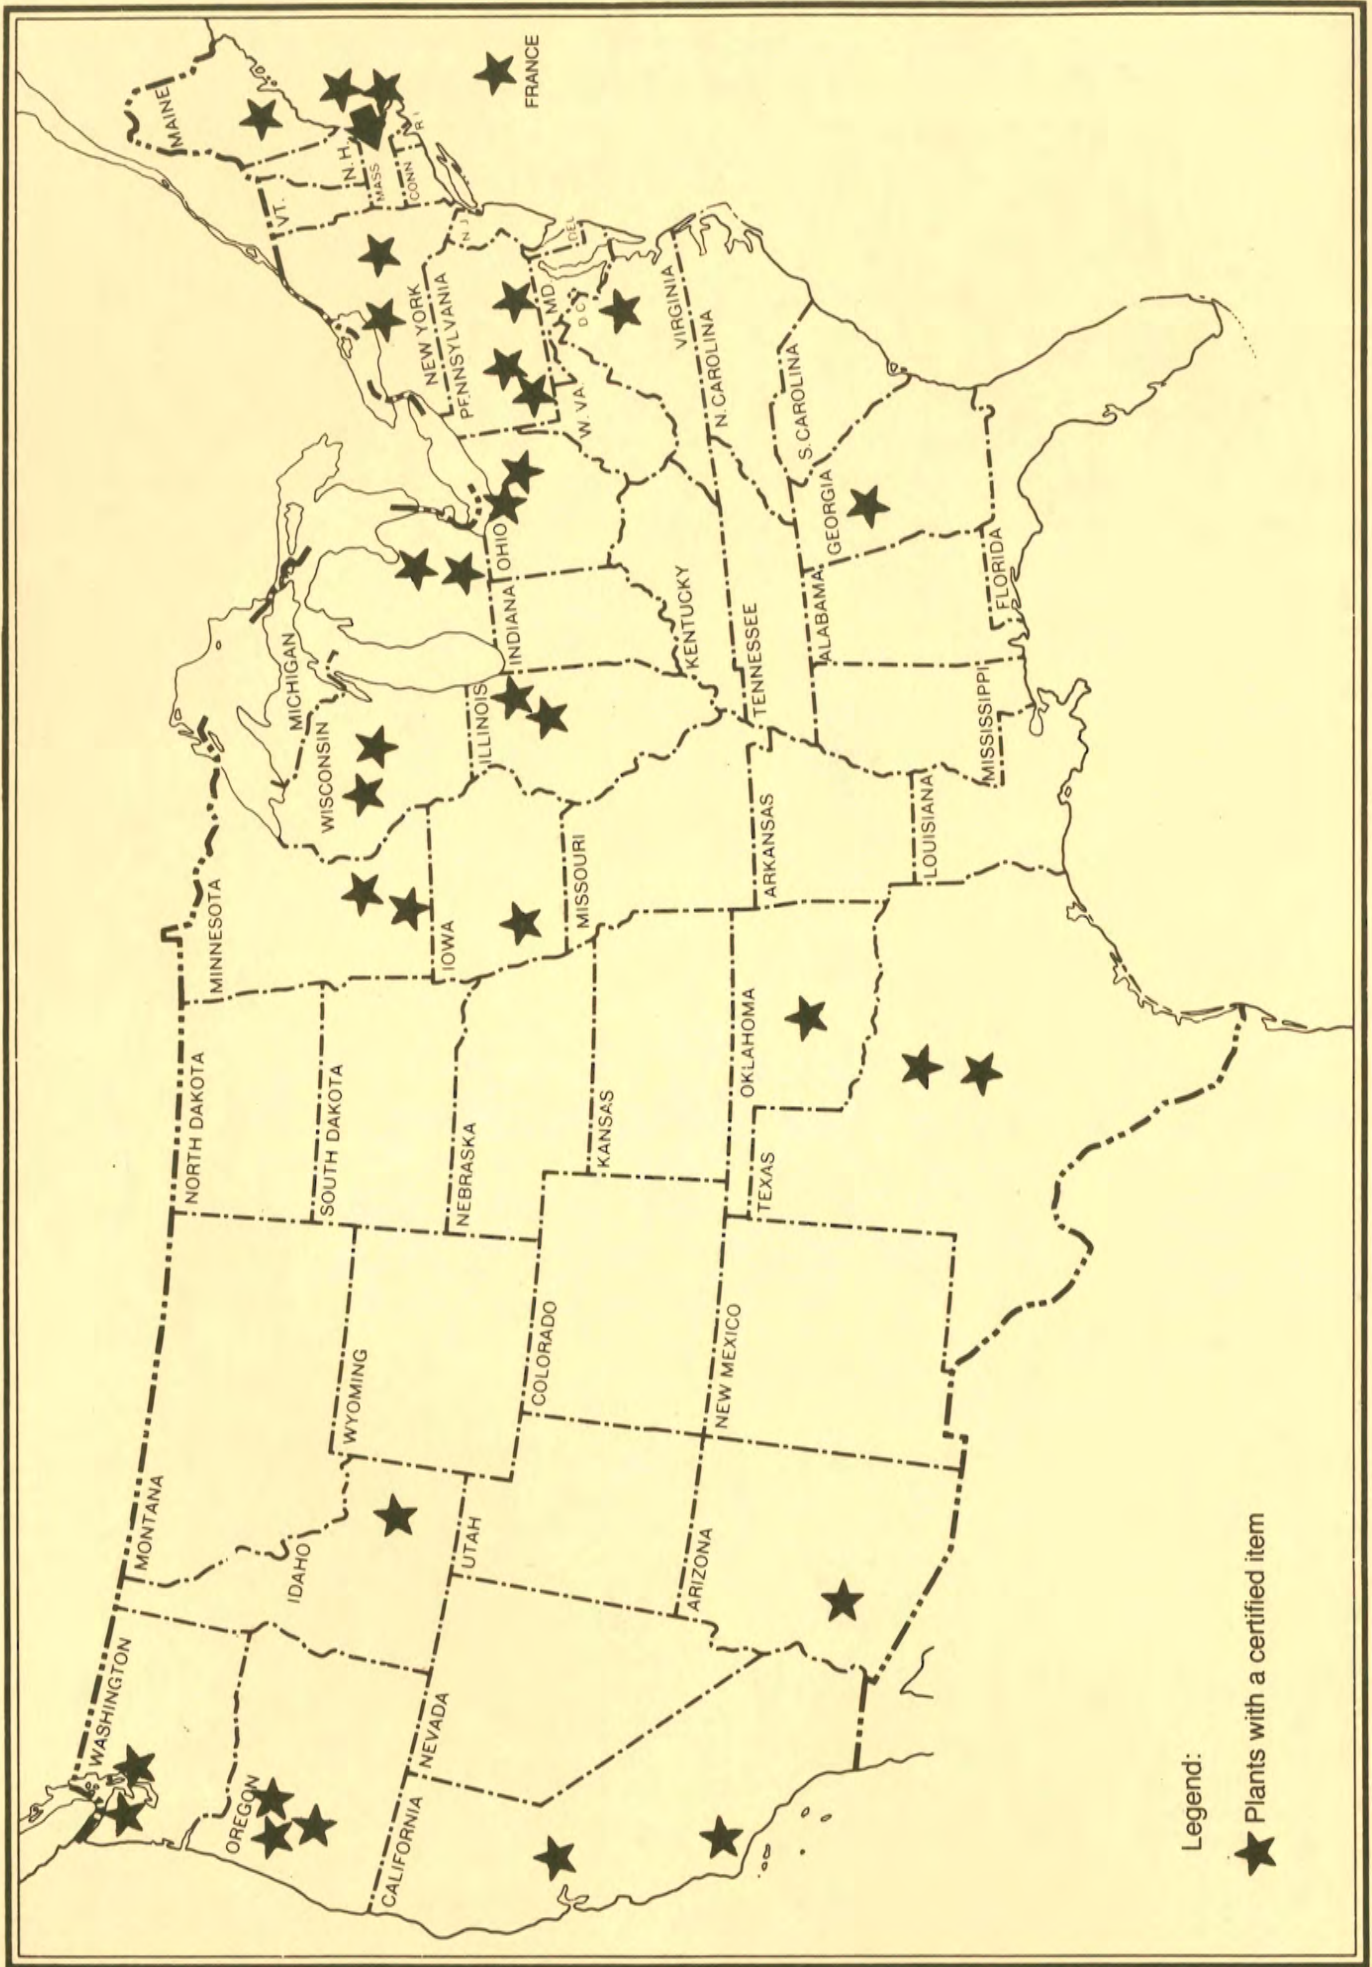 WASHINGTON
MONTANA
NORTH DAKOTA
MINNESOTA
MAINE
OREGON
IDAHO
WYOMING
SOUTH DAKOTA
WISCONSIN
MICHIGAN
VT.
N.H.
MASS
CONN
R I
NEW YORK
CALIFORNIA
NEVADA
UTAH
COLORADO
NEBRASKA
IOWA
ILLINOIS
INDIANA
OHIO
PENNSYLVANIA
N J
FRANCE
KANSAS
MISSOURI
KENTUCKY
W. VA.
MD.
DEL
D.C.
VIRGINIA
ARIZONA
NEW MEXICO
TEXAS
OKLAHOMA
ARKANSAS
TENNESSEE
N. CAROLINA
S. CAROLINA
GEORGIA
ALABAMA
MISSISSIPPI
LOUISIANA
FLORIDA
Legend:
Plants with a certified item